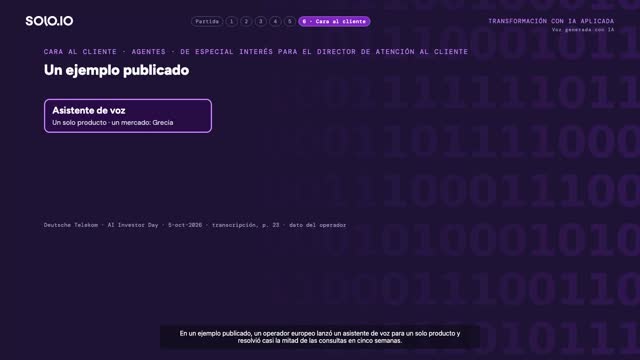 SOLO.IO
Partida 1 2 3 4 5 6 · Cara al cliente
TRANSFORMACIÓN CON IA APLICADA
Voz generada con IA
CARA AL CLIENTE · AGENTES · DE ESPECIAL INTERÉS PARA EL DIRECTOR DE ATENCIÓN AL CLIENTE
Un ejemplo publicado
Asistente de voz
Un solo producto · un mercado: Grecia
Deutsche Telekom · AI Investor Day · 5-oct-2026 · transcripción, p. 23 · dato del operador
En un ejemplo publicado, un operador europeo lanzó un asistente de voz para un solo producto y
resolvió casi la mitad de las consultas en cinco semanas.